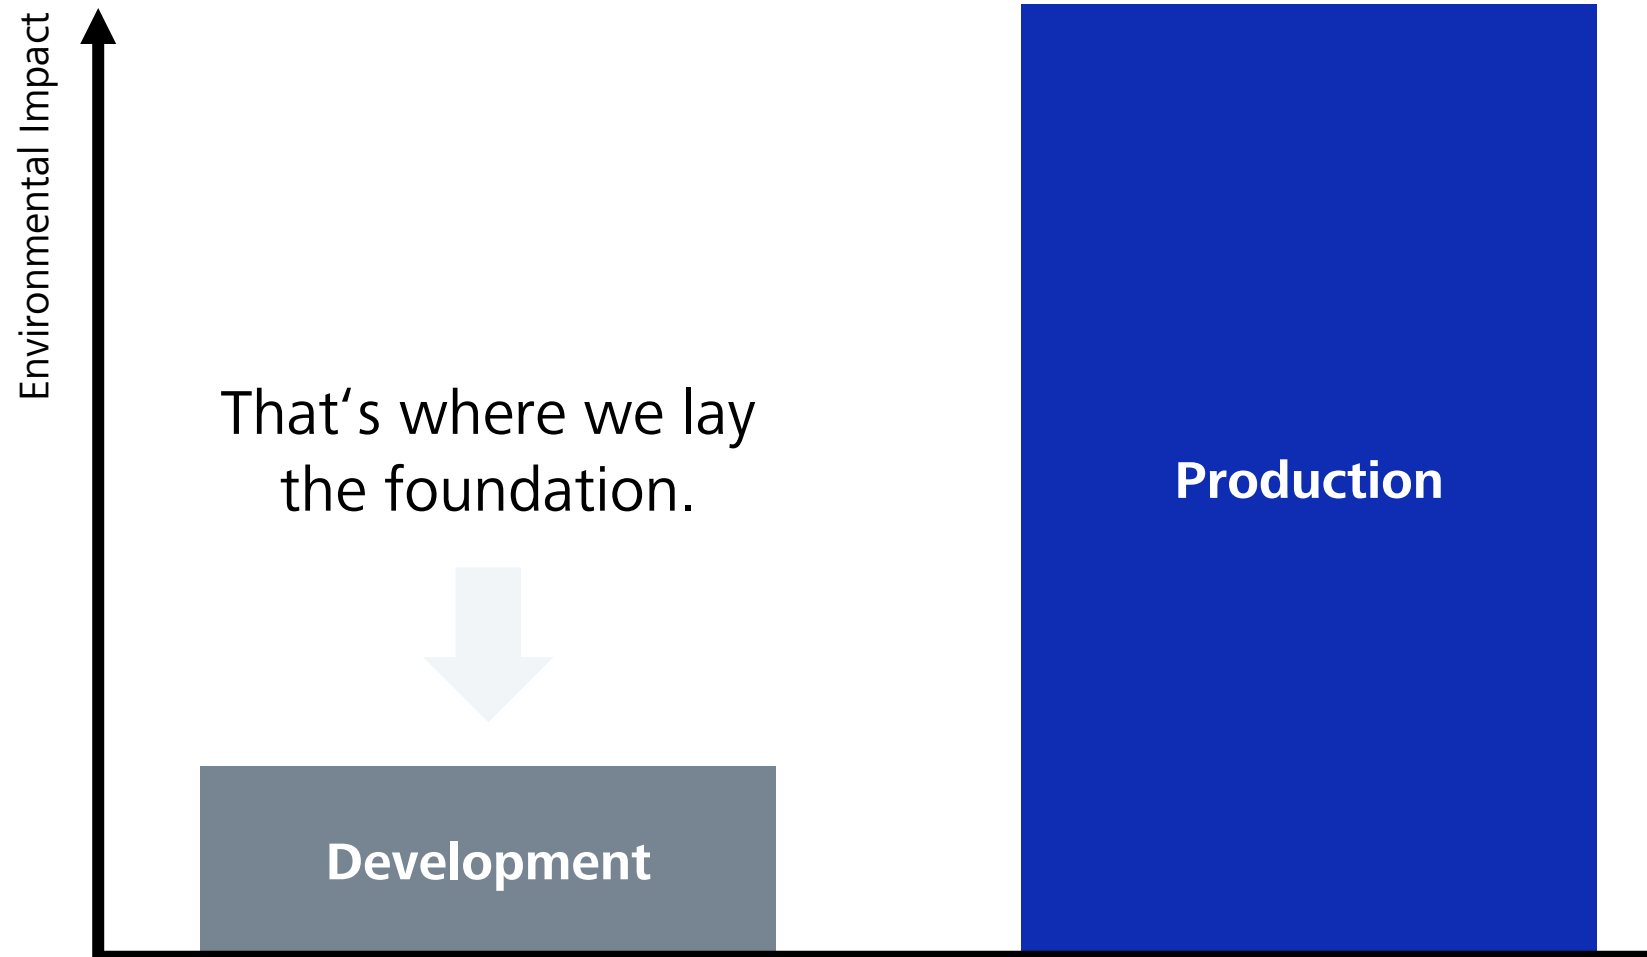 Environmental Impact
That‘s where we lay
the foundation.
Development
Production